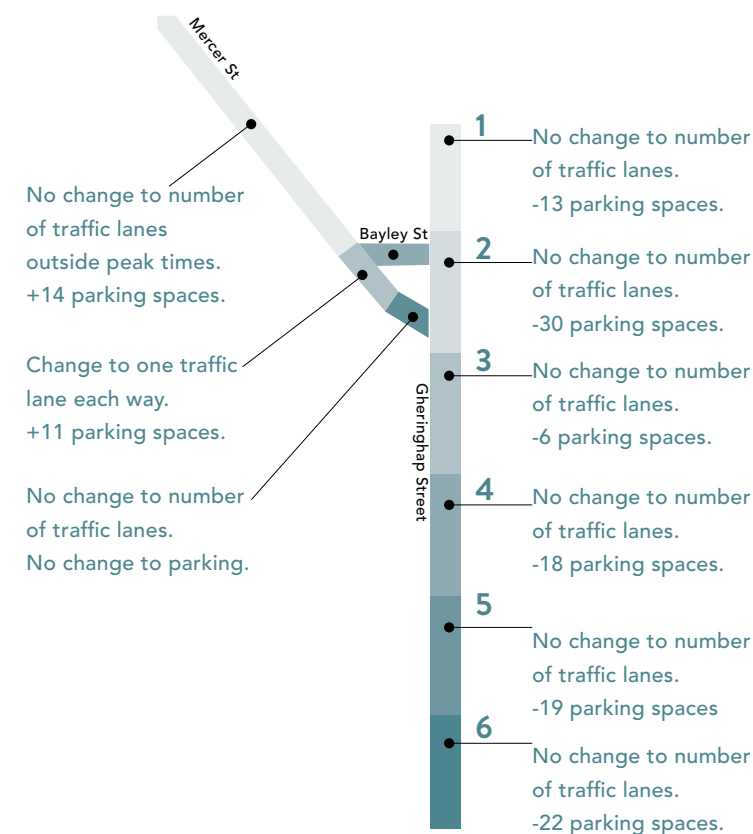 Mercer St
No change to number
of traffic lanes
outside peak times.
+14 parking spaces.
Change to one traffic
lane each way.
+11 parking spaces.
No change to number
of traffic lanes.
No change to parking.
Bayley St
Gheringhap Street
1
No change to number
of traffic lanes.
-13 parking spaces.
2
No change to number
of traffic lanes.
-30 parking spaces.
3
No change to number
of traffic lanes.
-6 parking spaces.
4
No change to number
of traffic lanes.
-18 parking spaces.
5
No change to number
of traffic lanes.
-19 parking spaces
6
No change to number
of traffic lanes.
-22 parking spaces.